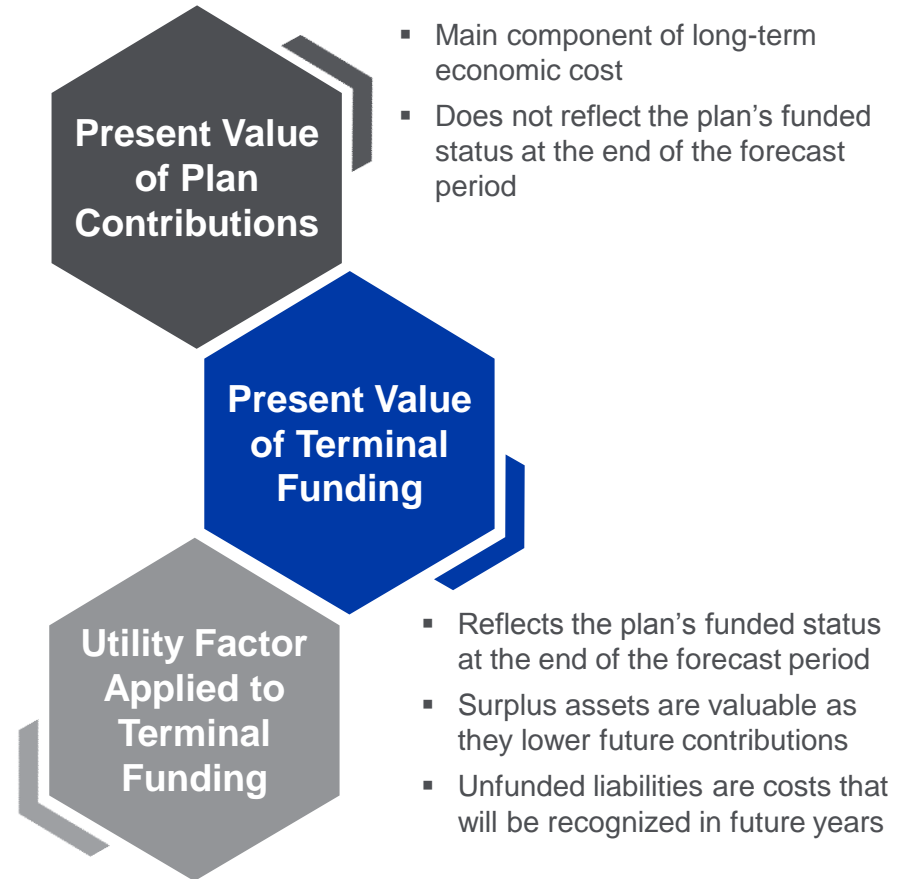 Present Value
of Plan
Contributions
▪ Main component of long-term
economic cost
▪ Does not reflect the plan’s funded
status at the end of the forecast
period
Present Value
of Terminal
Funding
Utility Factor
Applied to
Terminal
Funding
▪ Reflects the plan’s funded status
at the end of the forecast period
▪ Surplus assets are valuable as
they lower future contributions
▪ Unfunded liabilities are costs that
will be recognized in future years